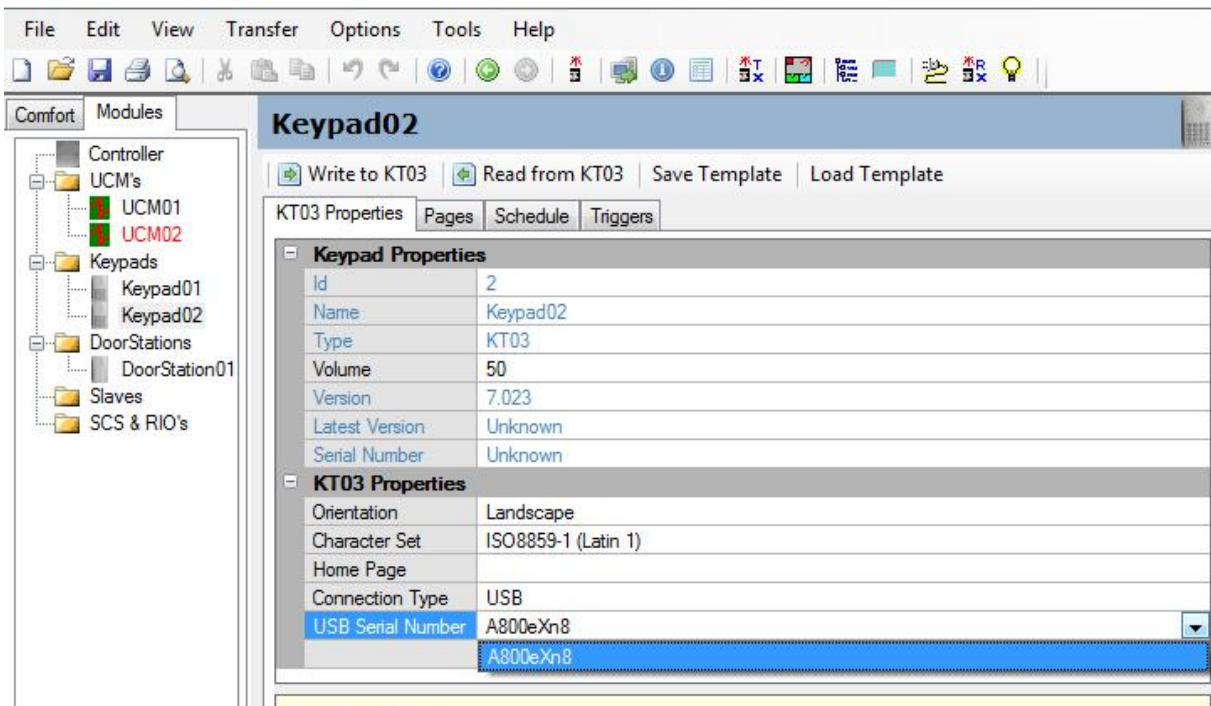 File Edit View Transfer Options Tools Help
Comfort Modules
Controller
UCM's
UCM01
UCM02
Keypads
Keypad01
Keypad02
DoorStations
DoorStation01
Slaves
SCS & RIO's
Keypad02
Write to KT03 Read from KT03 Save Template Load Template
KT03 Properties Pages Schedule Triggers
Keypad Properties
Id 2
Name Keypad02
Type KT03
Volume 50
Version 7.023
Latest Version Unknown
Serial Number Unknown
KT03 Properties
Orientation Landscape
Character Set ISO8859-1 (Latin 1)
Home Page
Connection Type USB
USB Serial Number A800eXn8
A800eXn8